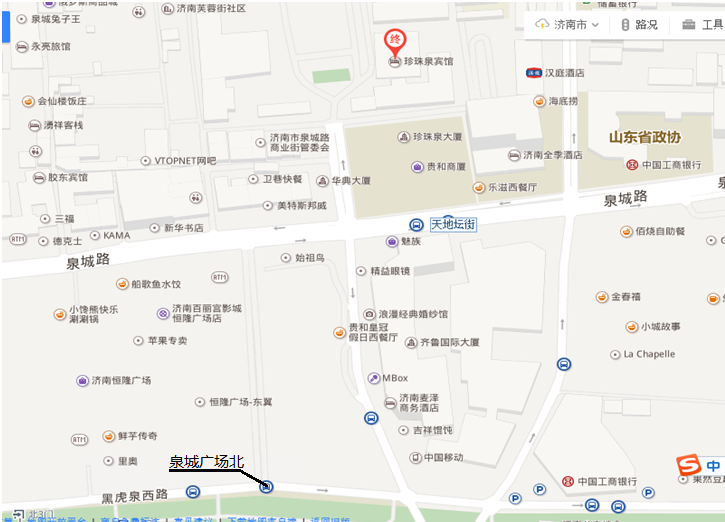 济南芙蓉街社区
泉城兔子王
永亮旅馆
终
珍珠泉宾馆
济南市
路况
工具
汉庭酒店
海底捞
会仙楼饭庄
涌祥客栈
济南市泉城路
商业街管委会
珍珠泉大厦
山东省政协
VTOPNET网吧
贵和商厦
济南全季酒店
中国工商银行
胶东宾馆
卫巷快餐
华典大厦
乐滋西餐厅
美特斯邦威
泉城路
三福
新华书店
天地坛街
KAMA
德克士
魅族
佰烧自助餐
泉城路
始祖鸟
精益眼镜
船歌鱼水饺
ATM
金春禧
小馋熊快乐
涮涮锅
济南百丽宫影城
恒隆广场店
浪漫经典婚纱馆
贵和皇冠
假日西餐厅
小城故事
苹果专卖
齐鲁国际大厦
La Chapelle
济南恒隆广场
MBox
恒隆广场-东翼
济南麦泽
商务酒店
鲜芋传奇
ATM
吉祥馄饨
泉城广场北
里奥
中国移动
中
中国工商银行
黑虎泉西路
P
P
P